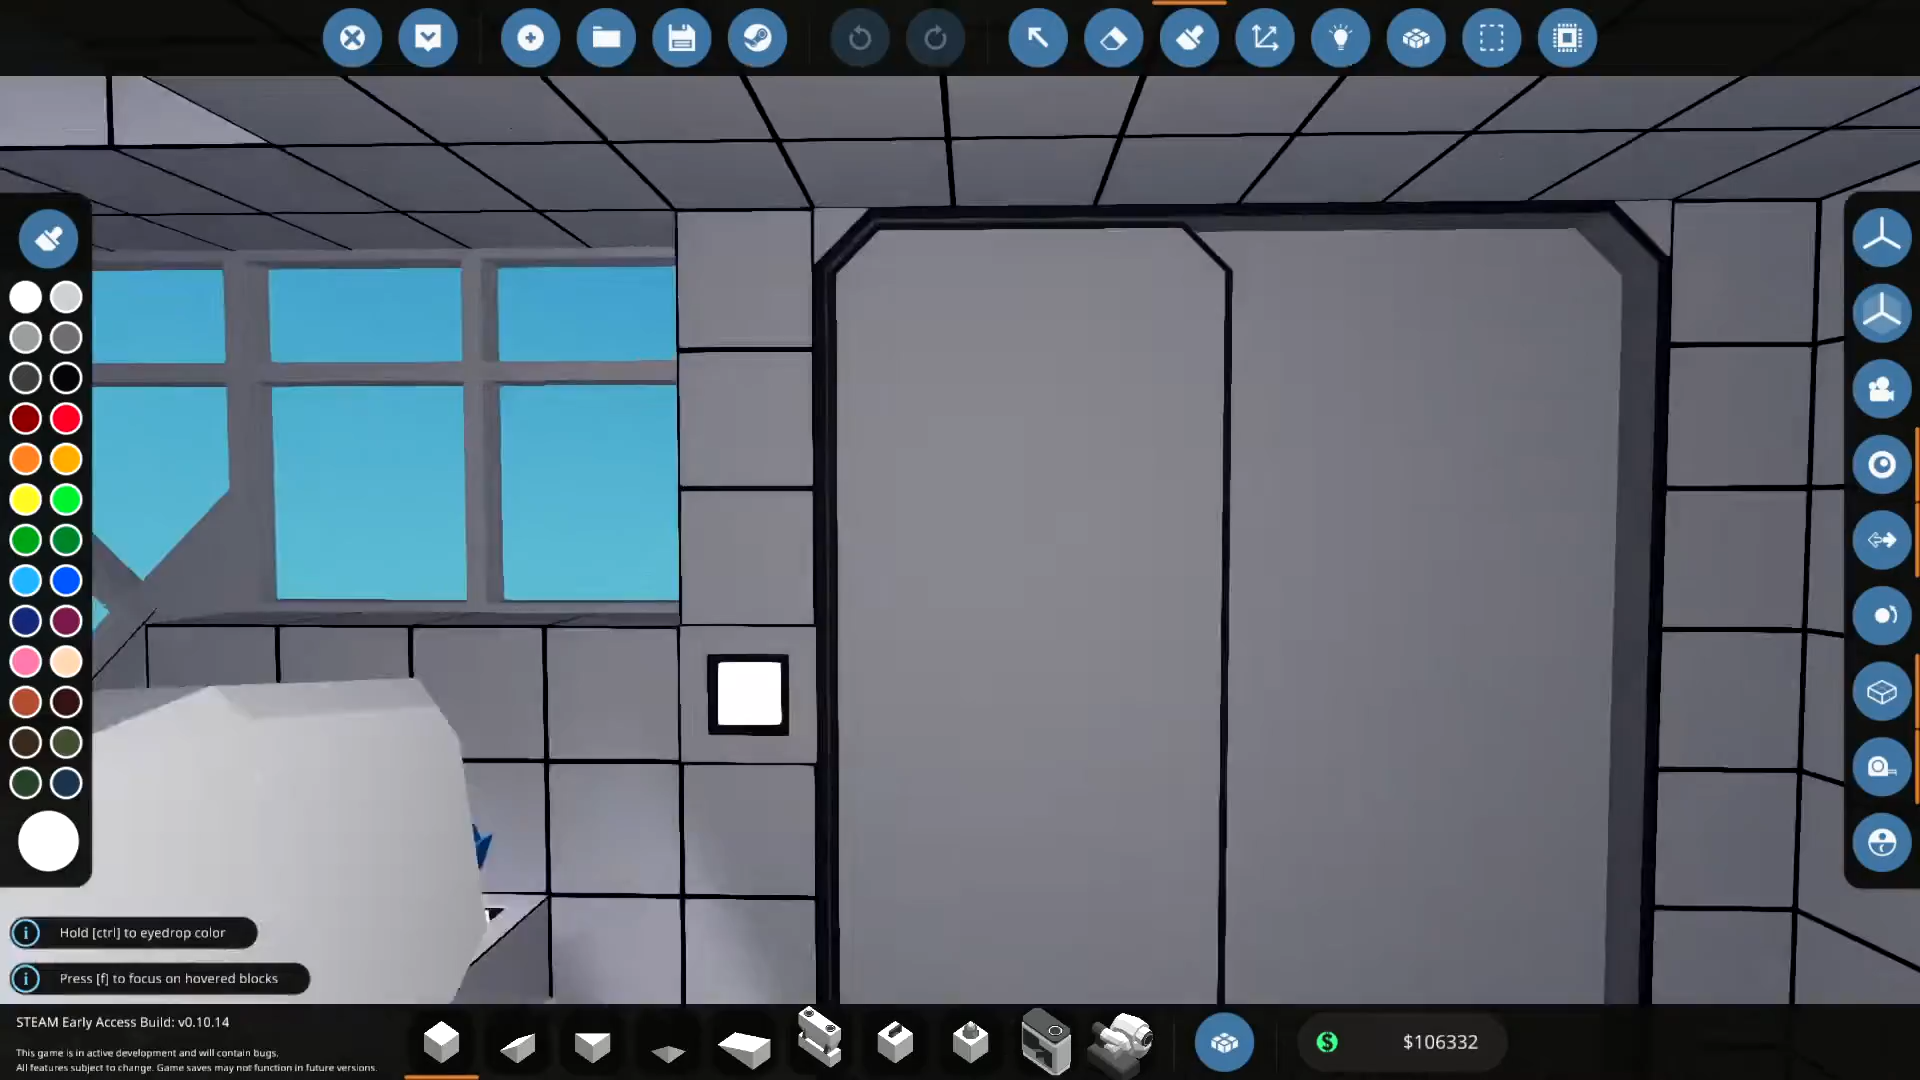 Hold [ctrl] to eyedrop color
Press [f] to focus on hovered blocks
STEAM Early Access Build: v0.10.14
This game is in active development and will contain bugs.
All features subject to change. Game saves may not function in future versions.
$106332